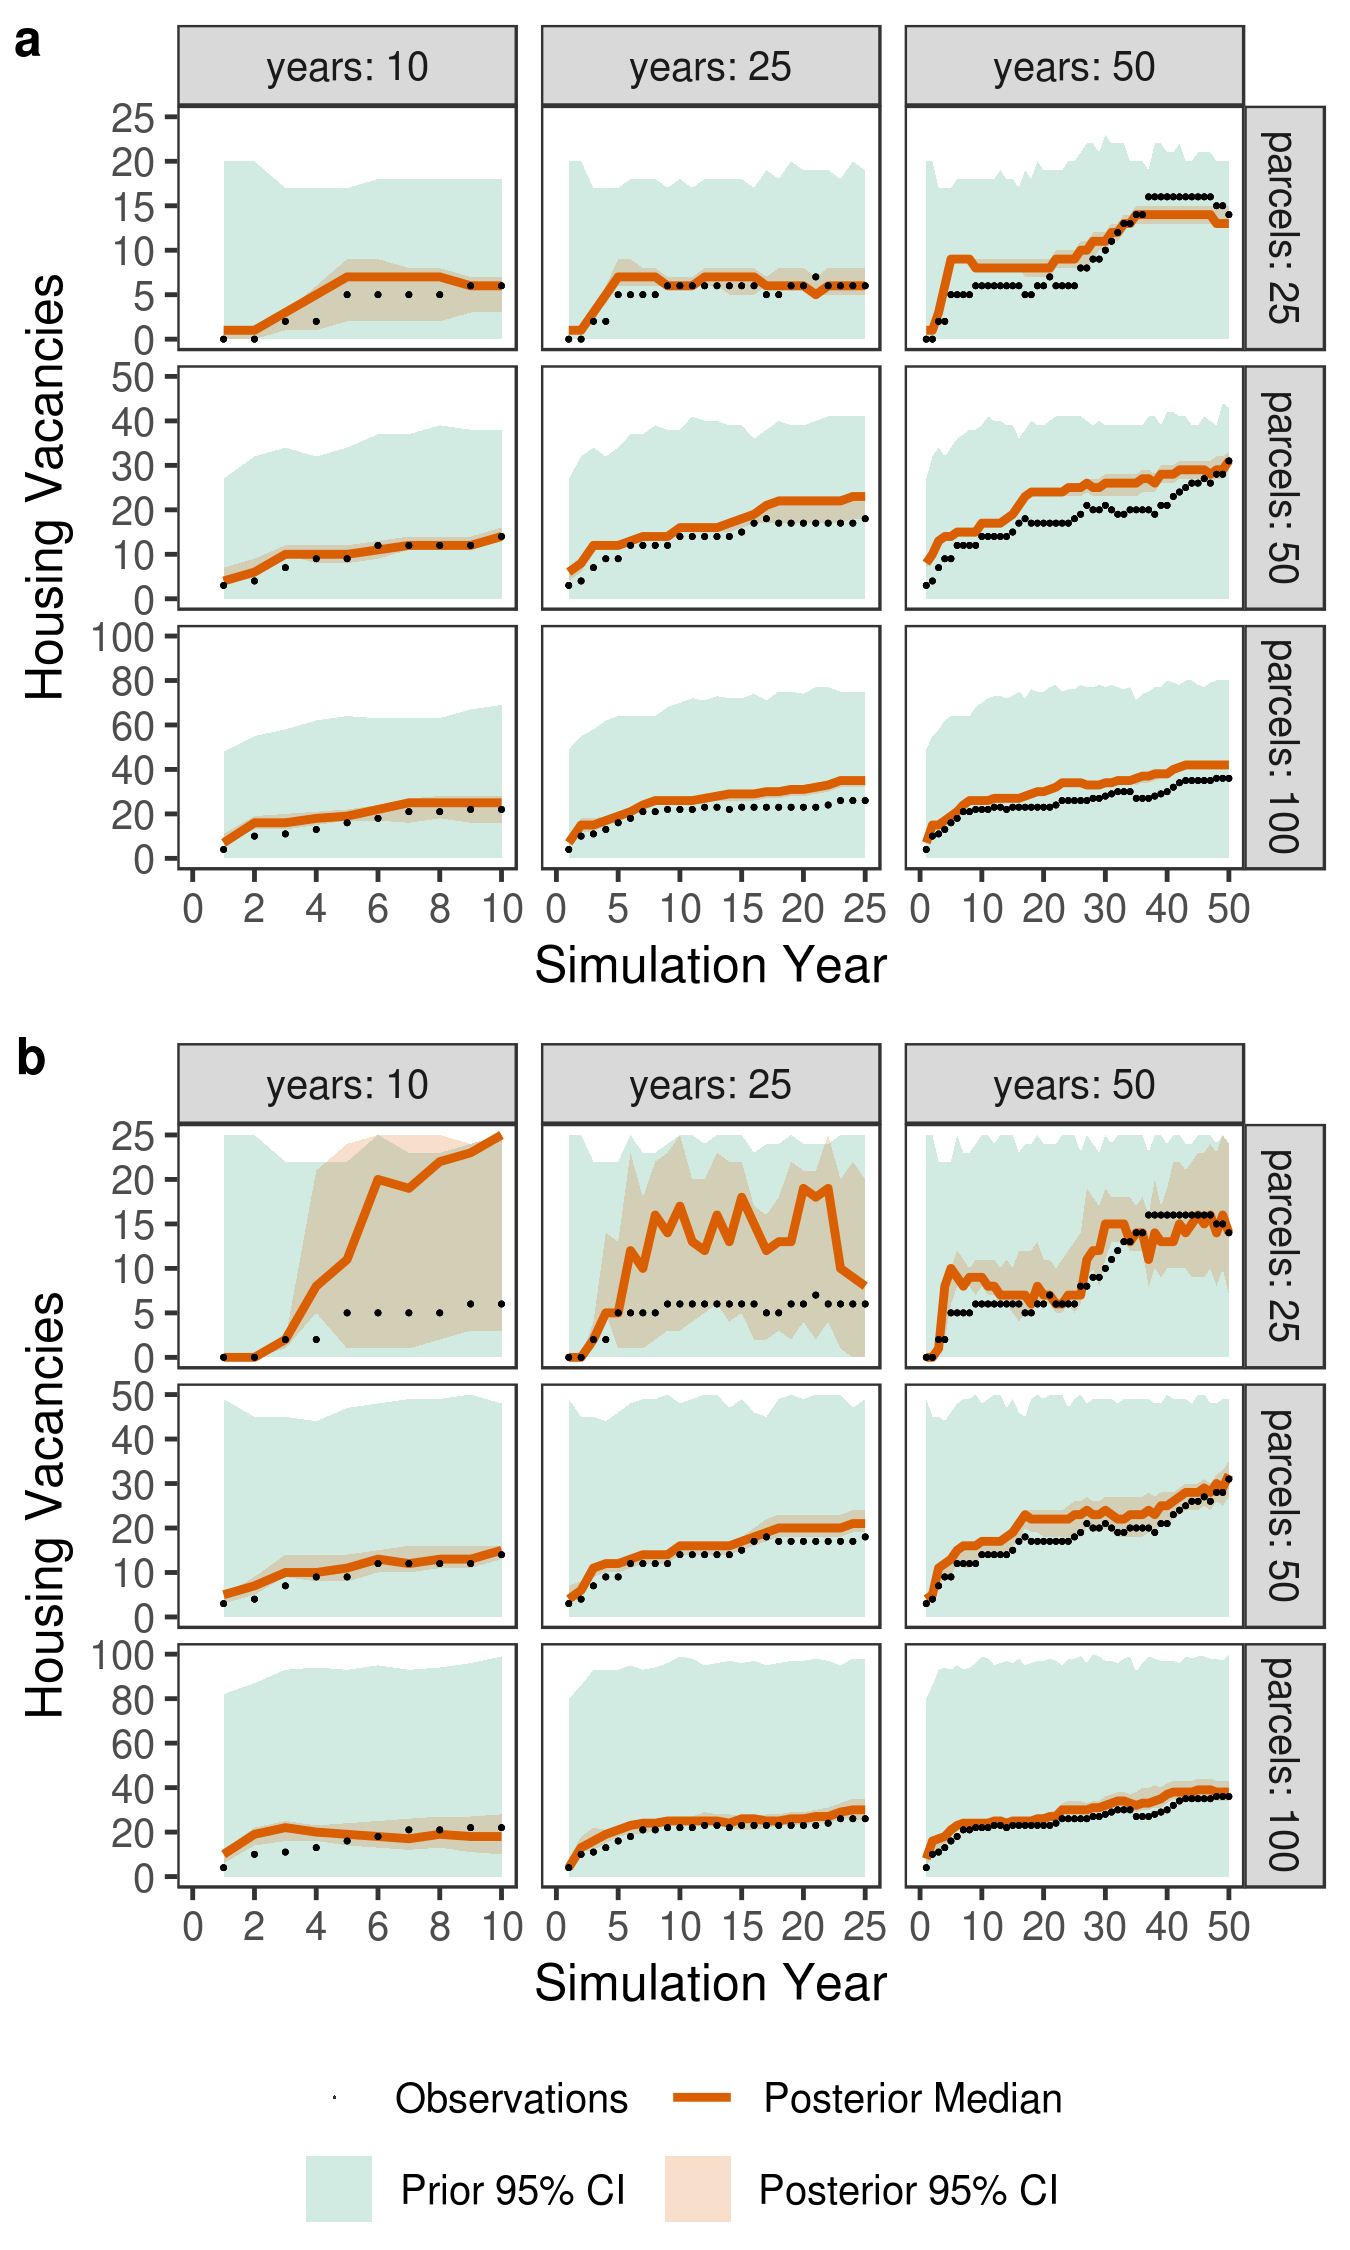 a
years: 10 years: 25 years: 50
25
20
15
10
5
0
parcels: 25
50
40
30
20
10
0
parcels: 50
100
80
60
40
20
0
parcels: 100
Housing Vacancies
0 2 4 6 8 10 0 5 10 15 20 25 0 10 20 30 40 50
Simulation Year
b
years: 10 years: 25 years: 50
25
20
15
10
5
0
parcels: 25
50
40
30
20
10
0
parcels: 50
100
80
60
40
20
0
parcels: 100
Housing Vacancies
0 2 4 6 8 10 0 5 10 15 20 25 0 10 20 30 40 50
Simulation Year
Observations Posterior Median
Prior 95% CI Posterior 95% CI